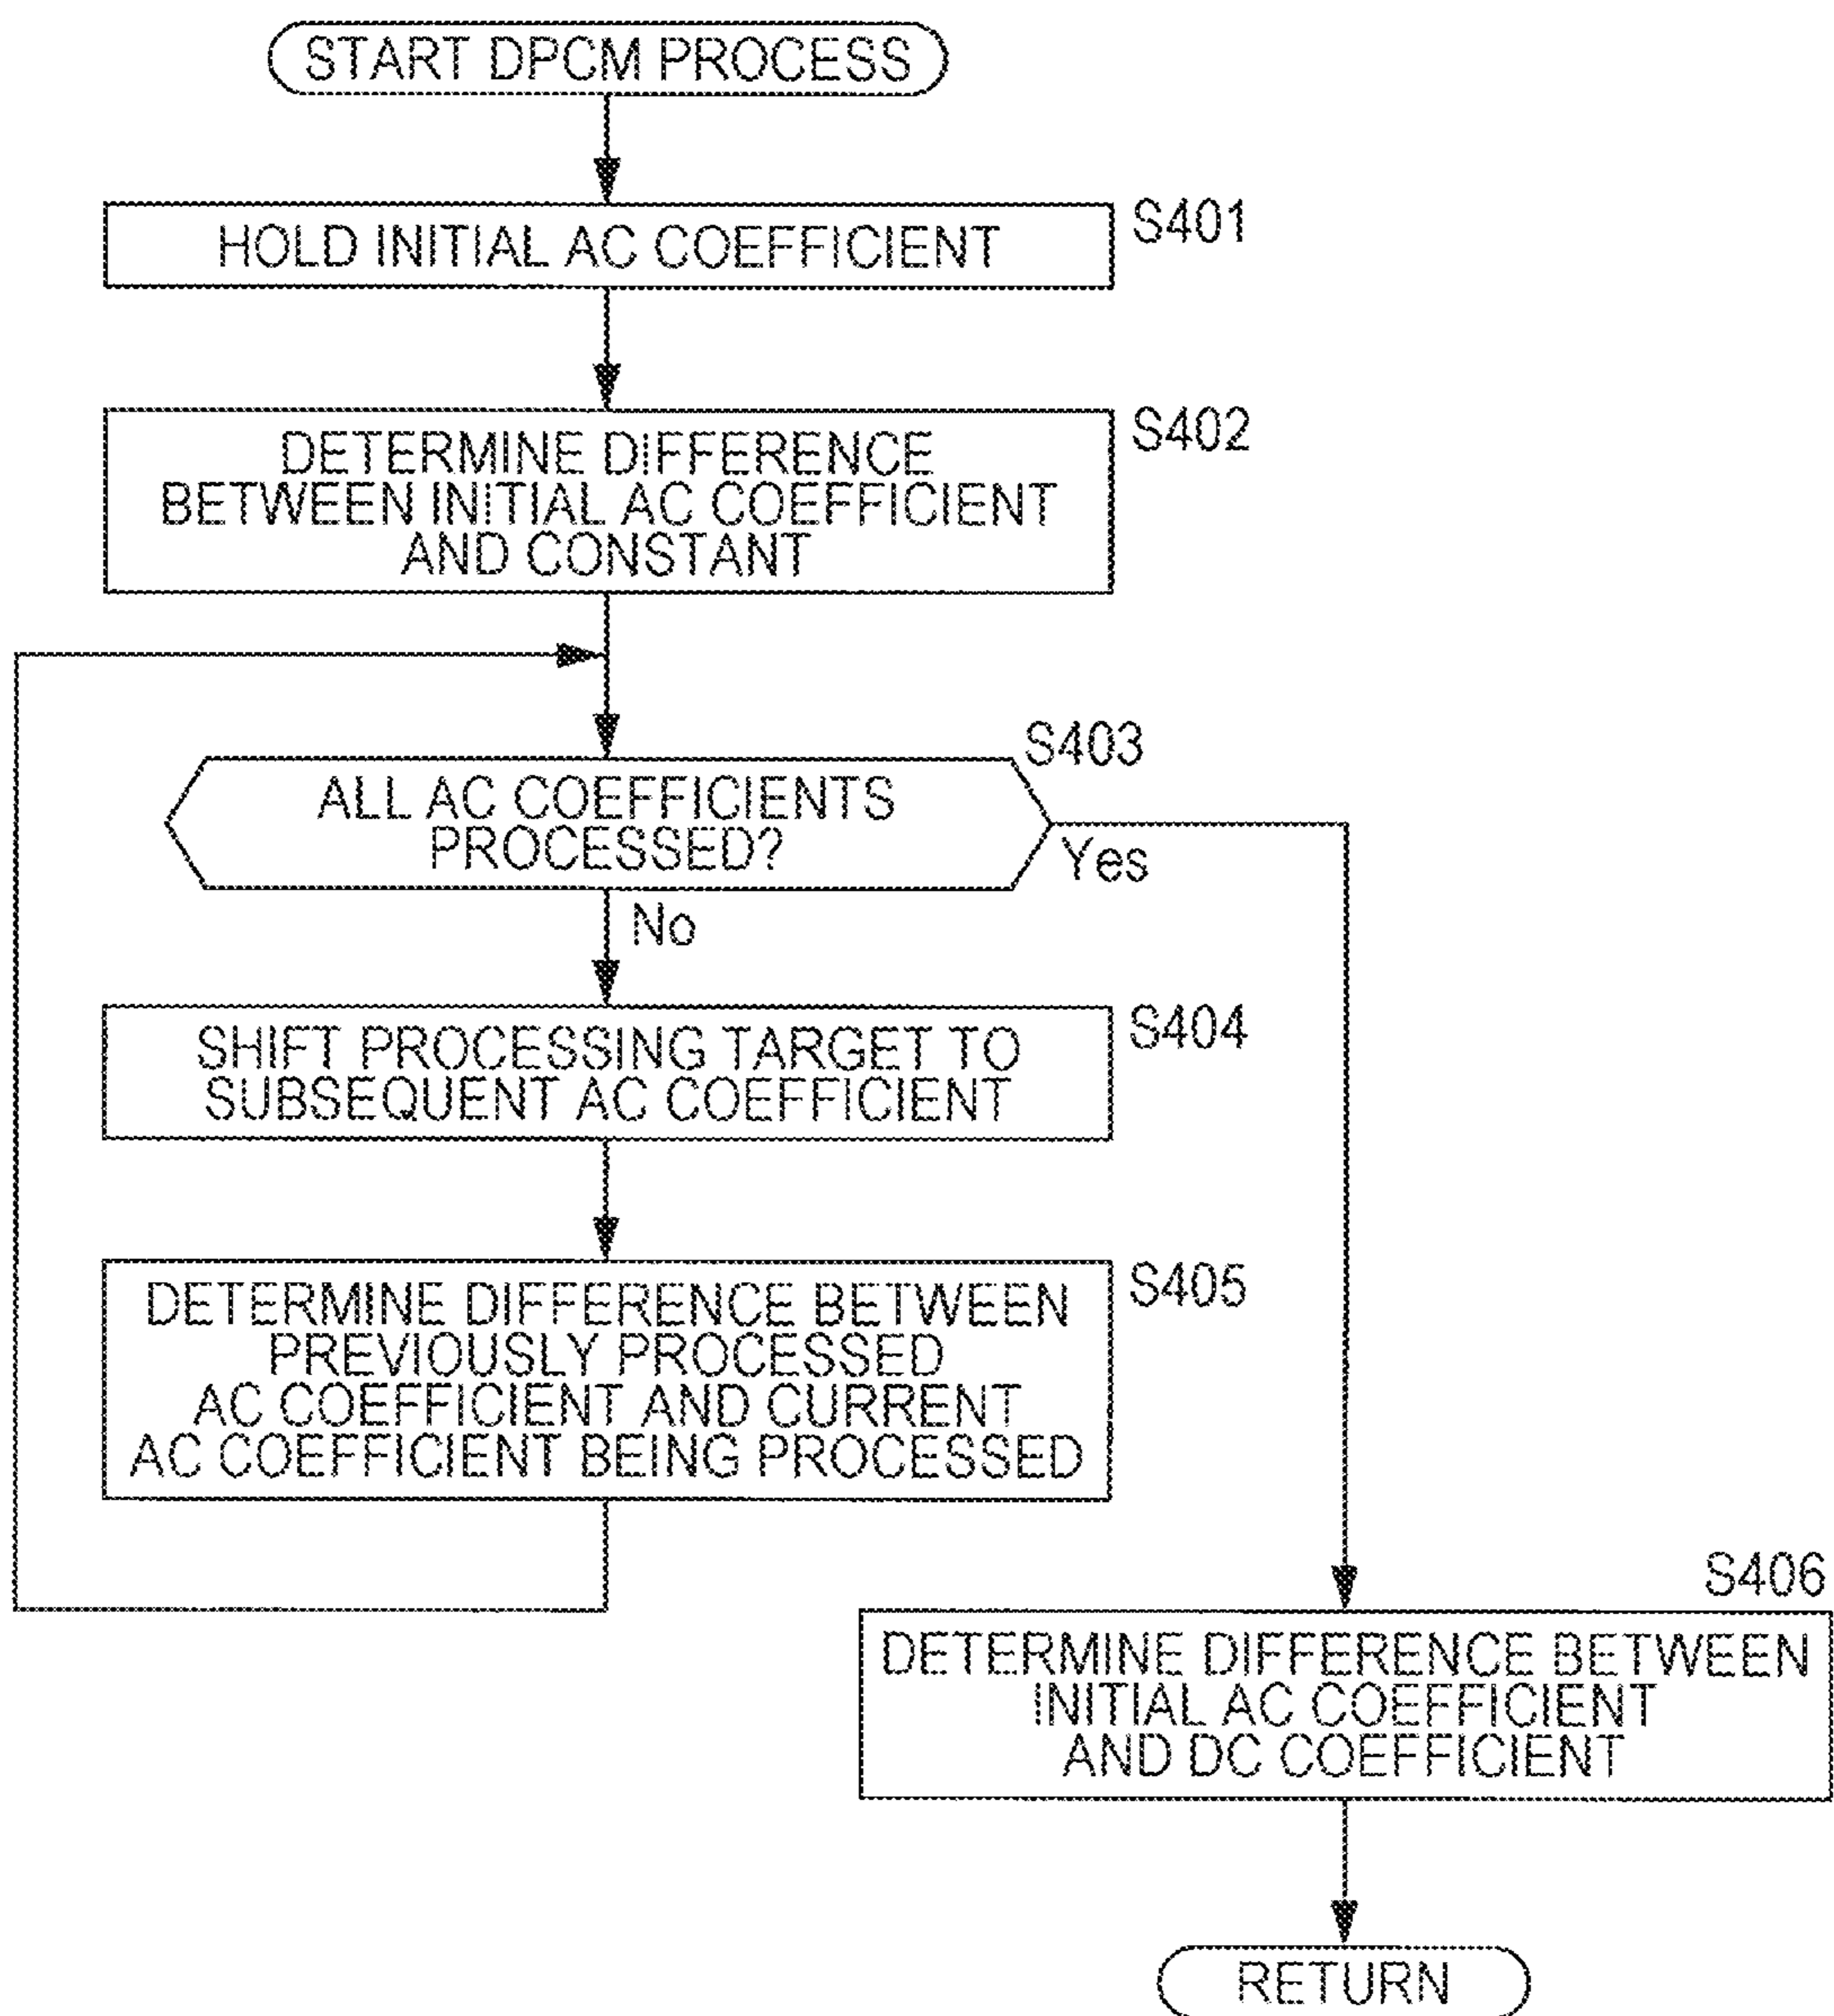 START DPCM PROCESS
HOLD INITIAL AC COEFFICIENT
S401
DETERMINE DIFFERENCE
BETWEEN INITIAL AC COEFFICIENT
AND CONSTANT
S402
S403
ALL AC COEFFICIENTS
PROCESSED?
Yes
No
SHIFT PROCESSING TARGET TO
SUBSEQUENT AC COEFFICIENT
S404
DETERMINE DIFFERENCE BETWEEN
PREVIOUSLY PROCESSED
AC COEFFICIENT AND CURRENT
AC COEFFICIENT BEING PROCESSED
S405
S406
DETERMINE DIFFERENCE BETWEEN
INITIAL AC COEFFICIENT
AND DC COEFFICIENT
RETURN